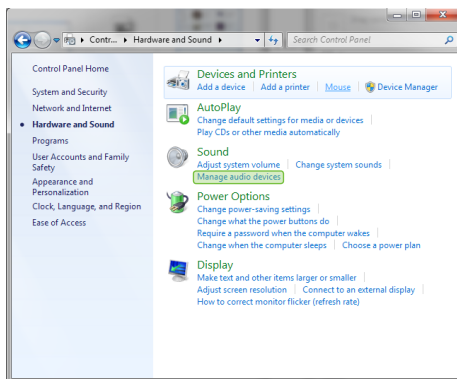 Contr... Hardware and Sound Search Control Panel
Control Panel Home
System and Security
Network and Internet
Hardware and Sound
Programs
User Accounts and Family
Safety
Appearance and
Personalization
Clock, Language, and Region
Ease of Access
Devices and Printers
Add a device Add a printer Mouse Device Manager
AutoPlay
Change default settings for media or devices
Play CDs or other media automatically
Sound
Adjust system volume Change system sounds
Manage audio devices
Power Options
Change power-saving settings
Change what the power buttons do
Require a password when the computer wakes
Change when the computer sleeps Choose a power plan
Display
Make text and other items larger or smaller
Adjust screen resolution Connect to an external display
How to correct monitor flicker (refresh rate)